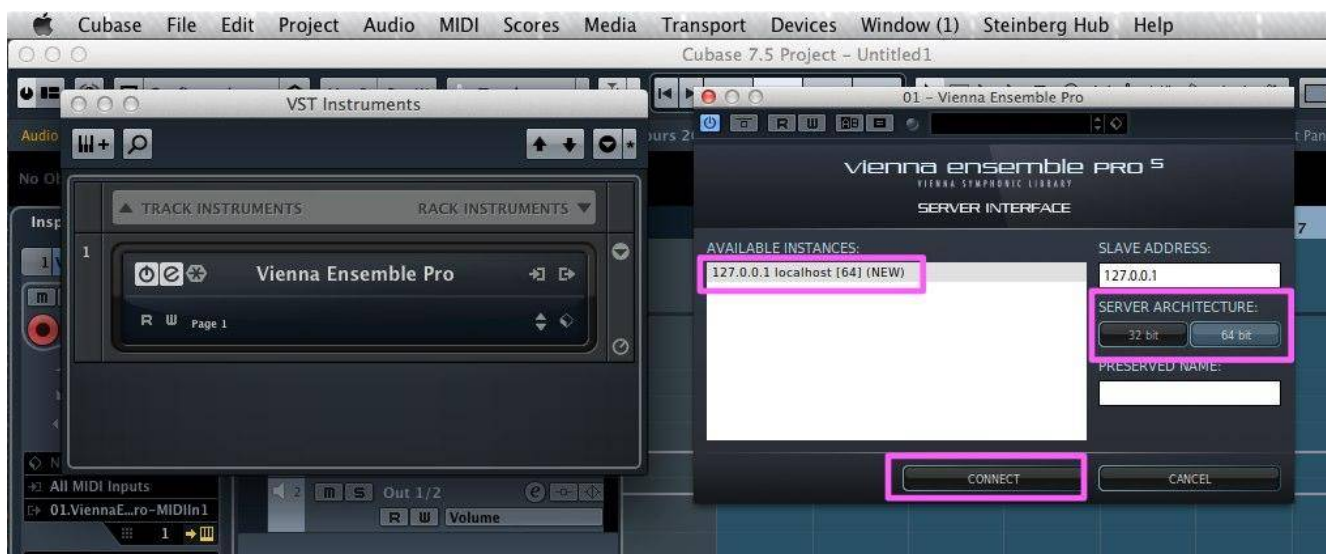 Cubase File Edit Project Audio MIDI Scores Media Transport Devices Window (1) Steinberg Hub Help
Cubase 7.5 Project – Untitled1
VST Instruments
01 – Vienna Ensemble Pro
R W
Audio
No Ob
vienna ensemble PRO 5
VIENNA SYMPHONIC LIBRARY
SERVER INTERFACE
TRACK INSTRUMENTS RACK INSTRUMENTS
Insp
7
1
Vienna Ensemble Pro
R W Page 1
AVAILABLE INSTANCES:
127.0.0.1 localhost [64] (NEW)
SLAVE ADDRESS:
127.0.0.1
SERVER ARCHITECTURE:
32 bit 64 bit
PRESERVED NAME:
CONNECT CANCEL
All MIDI Inputs
01.ViennaE...ro-MIDIIn1
1
2 m S Out 1/2 e
R W Volume